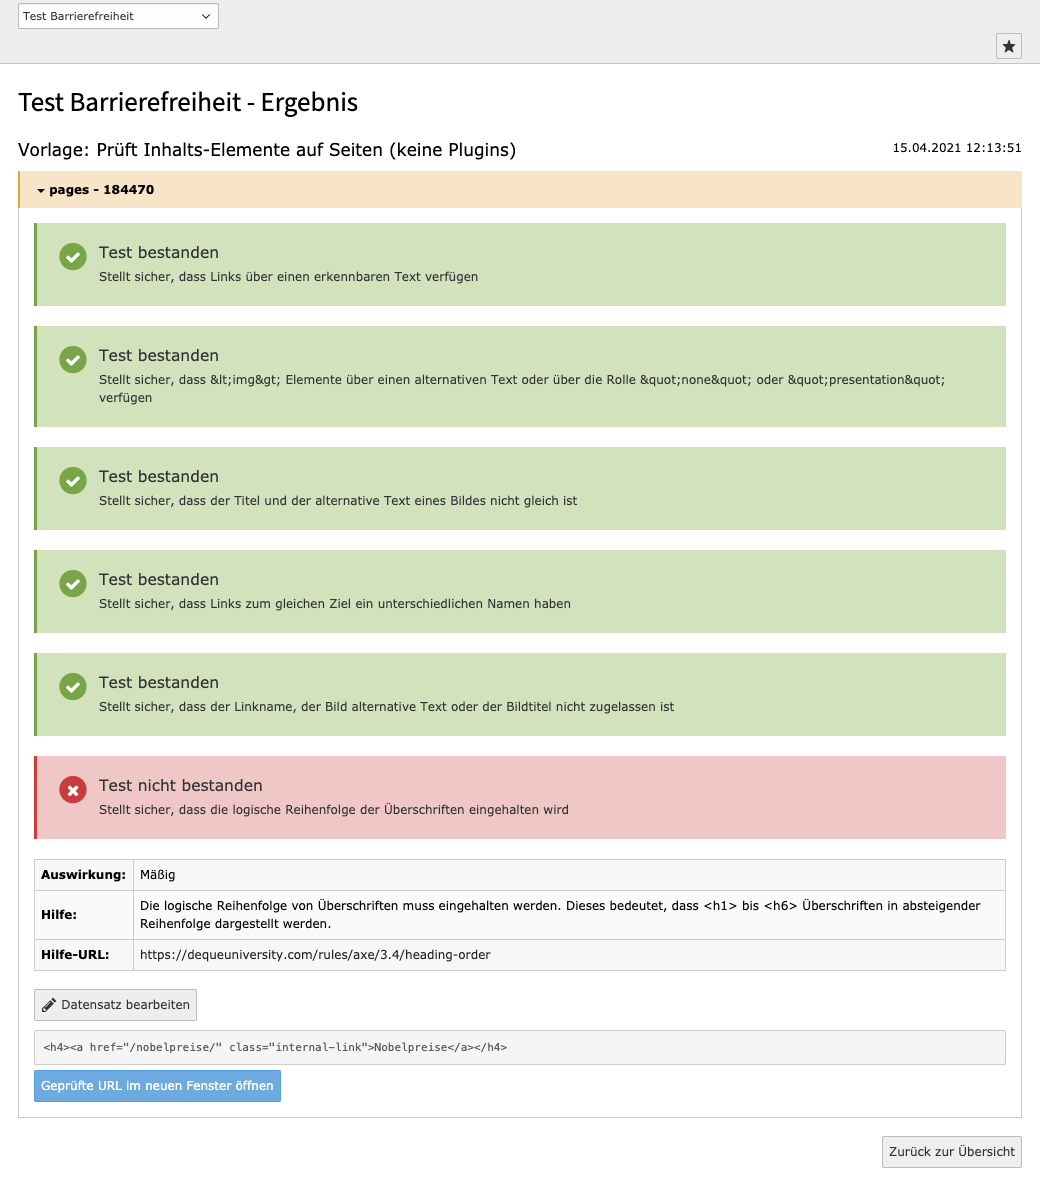 Test Barrierefreiheit
Test Barrierefreiheit - Ergebnis
Vorlage: Prüft Inhalts-Elemente auf Seiten (keine Plugins)
15.04.2021 12:13:51
pages - 184470
Test bestanden
Stellt sicher, dass Links über einen erkennbaren Text verfügen
Test bestanden
Stellt sicher, dass &lt;img&gt; Elemente über einen alternativen Text oder über die Rolle &quot;none&quot; oder &quot;presentation&quot;
verfügen
Test bestanden
Stellt sicher, dass der Titel und der alternative Text eines Bildes nicht gleich ist
Test bestanden
Stellt sicher, dass Links zum gleichen Ziel ein unterschiedlichen Namen haben
Test bestanden
Stellt sicher, dass der Linkname, der Bild alternative Text oder der Bildtitel nicht zugelassen ist
Test nicht bestanden
Stellt sicher, dass die logische Reihenfolge der Überschriften eingehalten wird
Auswirkung: Mäßig
Hilfe: Die logische Reihenfolge von Überschriften muss eingehalten werden. Dieses bedeutet, dass <h1> bis <h6> Überschriften in absteigender
Reihenfolge dargestellt werden.
Hilfe-URL: https://dequeuniversity.com/rules/axe/3.4/heading-order
Datensatz bearbeiten
<h4><a href="/nobelpreise/" class="internal-link">Nobelpreise</a></h4>
Geprüfte URL im neuen Fenster öffnen
Zurück zur Übersicht